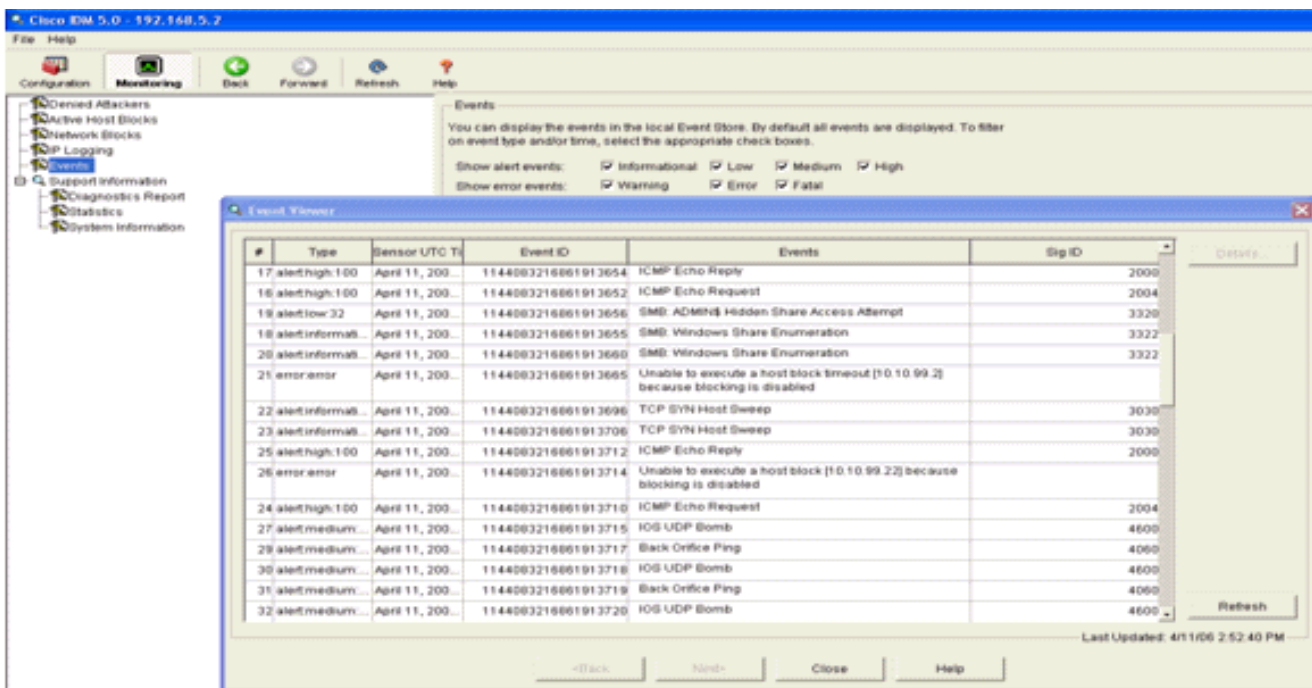 Cisco IDM 5.0 - 192.168.5.2
File Help
Configuration Monitoring Back Forward Refresh Help
Denied Attackers
Active Host Blocks
Network Blocks
IP Logging
Events
Support Information
Diagnostics Report
Statistics
System Information
Events
You can display the events in the local Event Store. By default all events are displayed. To filter
on event type and/or time, select the appropriate check boxes.
Show alert events: Informational Low Medium High
Show error events: Warning Error Fatal
Event Viewer
# Type Sensor UTC Ti Event ID Events Sig ID
17 alert:high:100 April 11, 200... 1144083216861913654 ICMP Echo Reply 2000
16 alert:high:100 April 11, 200... 1144083216861913652 ICMP Echo Request 2004
19 alert:low:32 April 11, 200... 1144083216861913656 SMB: ADMIN$ Hidden Share Access Attempt 3320
18 alert:informati... April 11, 200... 1144083216861913655 SMB: Windows Share Enumeration 3322
20 alert:informati... April 11, 200... 1144083216861913660 SMB: Windows Share Enumeration 3322
21 error:error April 11, 200... 1144083216861913665 Unable to execute a host block timeout [10.10.99.2]
because blocking is disabled
22 alert:informati... April 11, 200... 1144083216861913696 TCP SYN Host Sweep 3030
23 alert:informati... April 11, 200... 1144083216861913706 TCP SYN Host Sweep 3030
25 alert:high:100 April 11, 200... 1144083216861913712 ICMP Echo Reply 2000
26 error:error April 11, 200... 1144083216861913714 Unable to execute a host block [10.10.99.22] because
blocking is disabled
24 alert:high:100 April 11, 200... 1144083216861913710 ICMP Echo Request 2004
27 alert:medium:... April 11, 200... 1144083216861913715 IOS UDP Bomb 4600
29 alert:medium:... April 11, 200... 1144083216861913717 Back Orifice Ping 4060
30 alert:medium:... April 11, 200... 1144083216861913718 IOS UDP Bomb 4600
31 alert:medium:... April 11, 200... 1144083216861913719 Back Orifice Ping 4060
32 alert:medium:... April 11, 200... 1144083216861913720 IOS UDP Bomb 4600
Details...
Refresh
Last Updated: 4/11/06 2:52:40 PM
<Back Next> Close Help